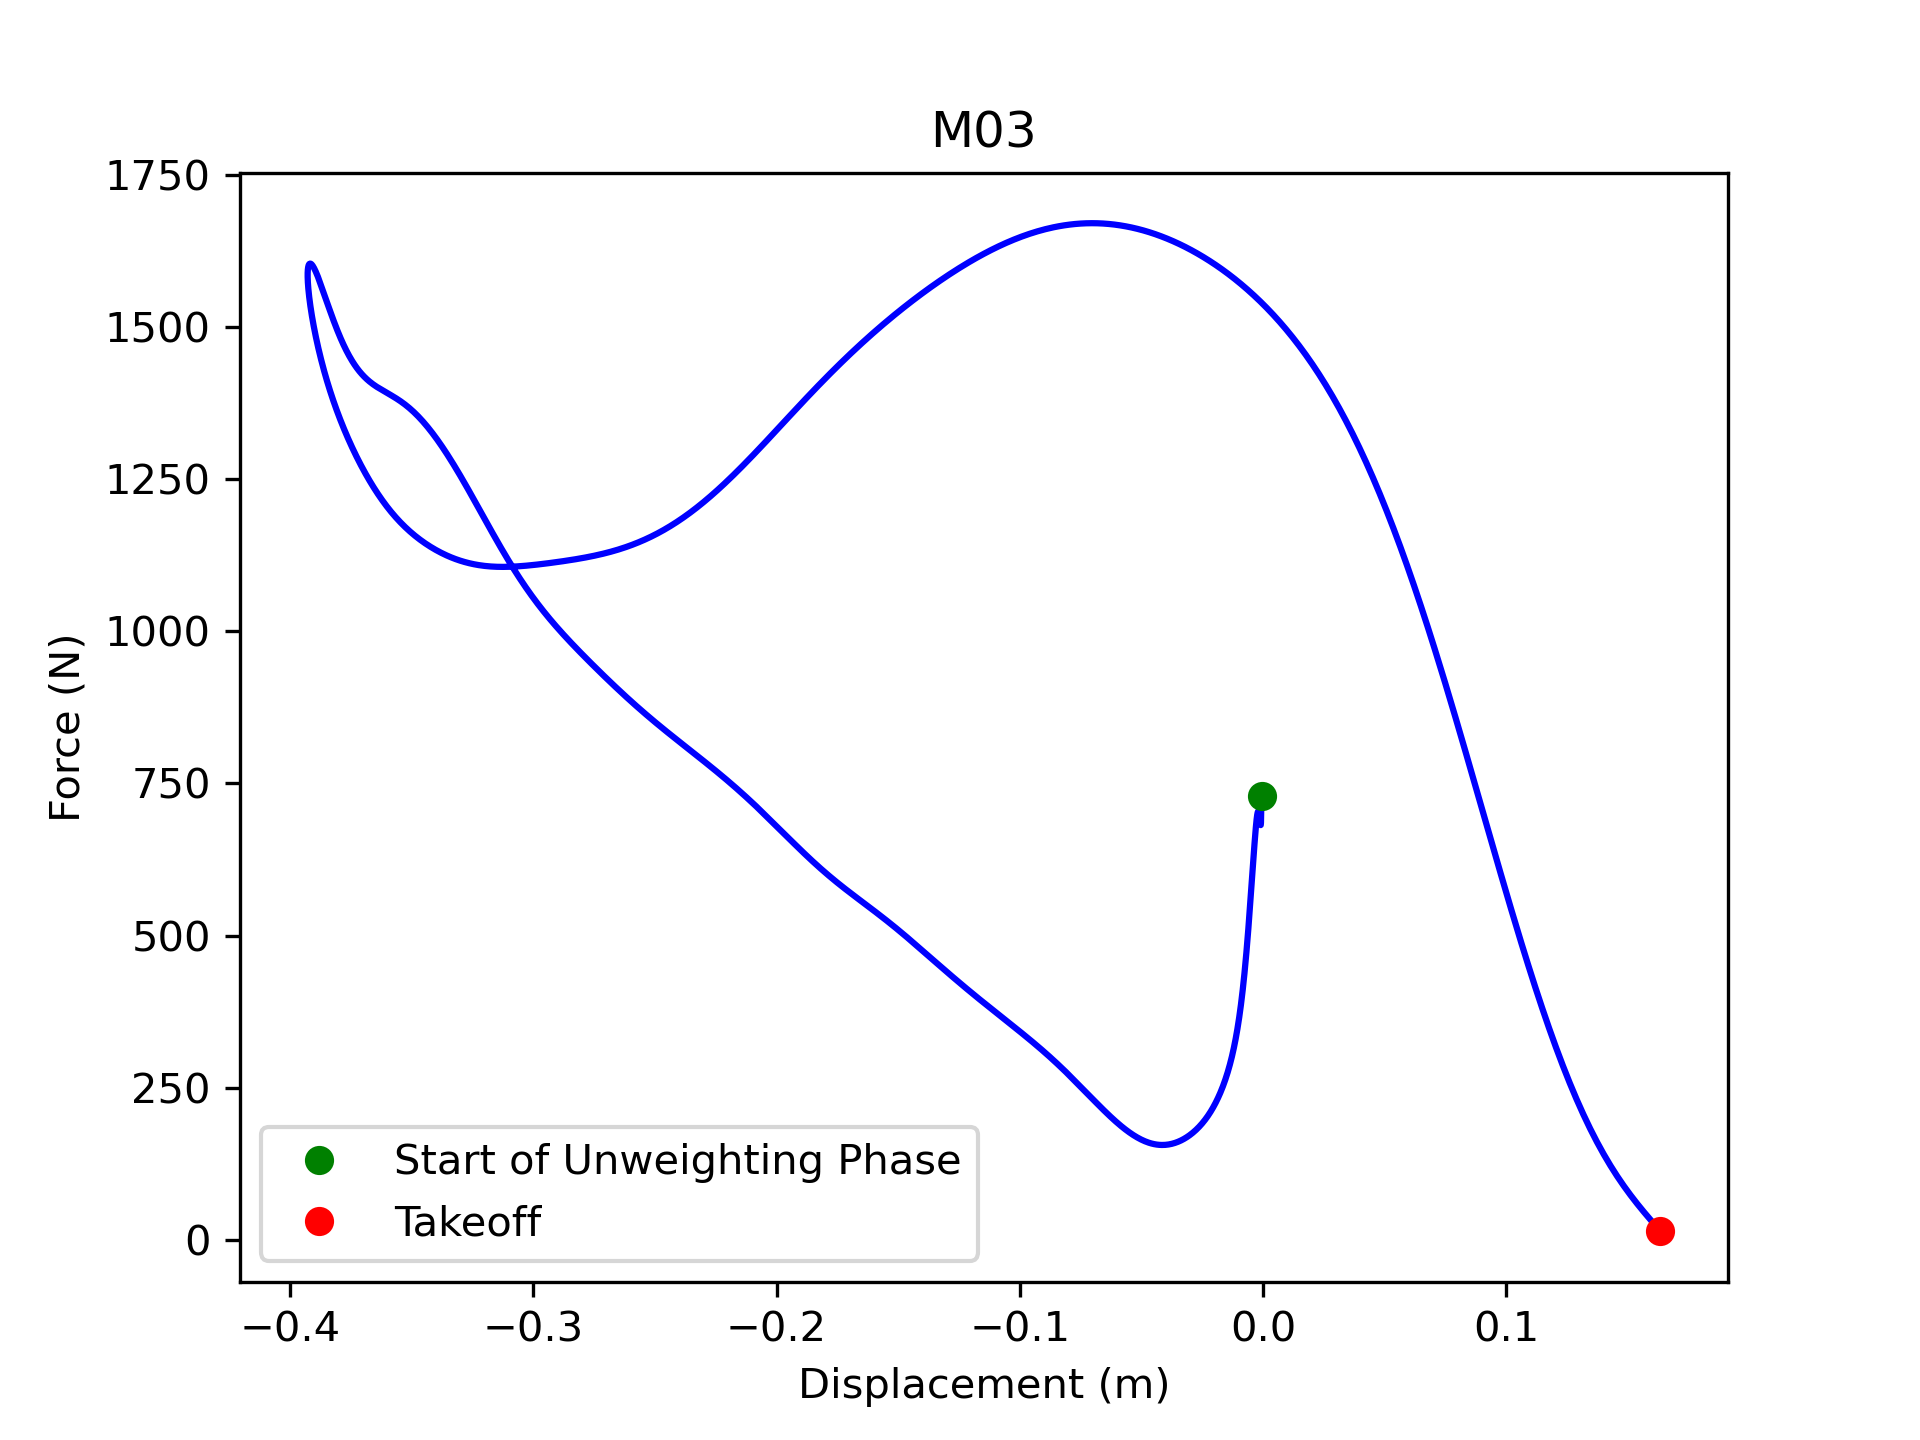 M03
1750
1500
1250
1000
750
500
250
0
Force (N)
Start of Unweighting Phase
Takeoff
−0.4 −0.3 −0.2 −0.1 0.0 0.1
Displacement (m)